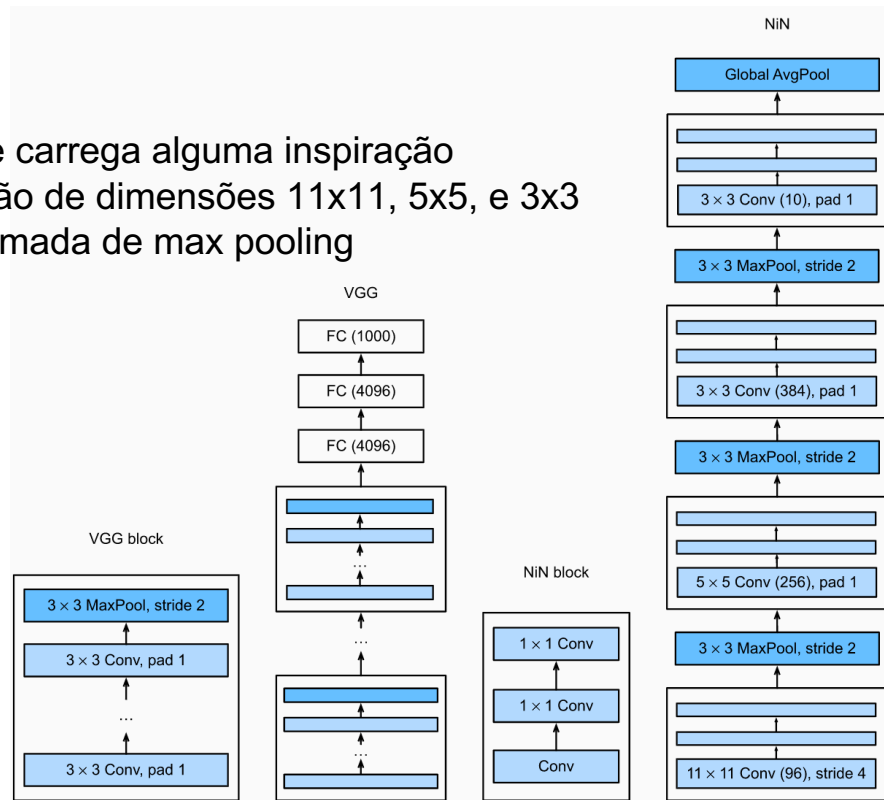 e carrega alguma inspiração
ão de dimensões 11x11, 5x5, e 3x3
mada de max pooling
VGG block
3 × 3 MaxPool, stride 2
3 × 3 Conv, pad 1
...
3 × 3 Conv, pad 1
VGG
FC (1000)
FC (4096)
FC (4096)
...
...
...
NiN block
1 × 1 Conv
1 × 1 Conv
Conv
NiN
Global AvgPool
3 × 3 Conv (10), pad 1
3 × 3 MaxPool, stride 2
3 × 3 Conv (384), pad 1
3 × 3 MaxPool, stride 2
5 × 5 Conv (256), pad 1
3 × 3 MaxPool, stride 2
11 × 11 Conv (96), stride 4